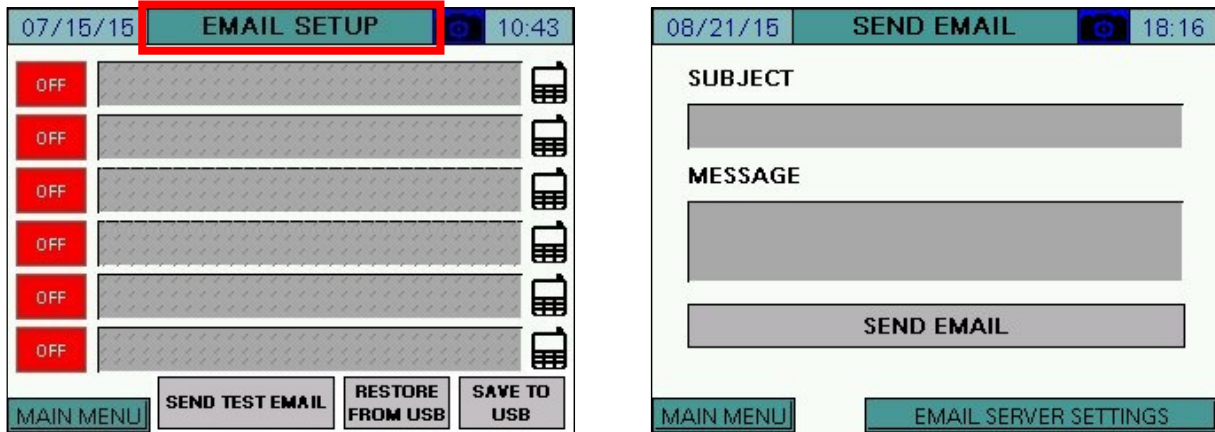 07/15/15 EMAIL SETUP 10:43
OFF
OFF
OFF
OFF
OFF
OFF
MAIN MENU SEND TEST EMAIL RESTORE FROM USB SAVE TO USB
08/21/15 SEND EMAIL 18:16
SUBJECT
MESSAGE
SEND EMAIL
MAIN MENU EMAIL SERVER SETTINGS